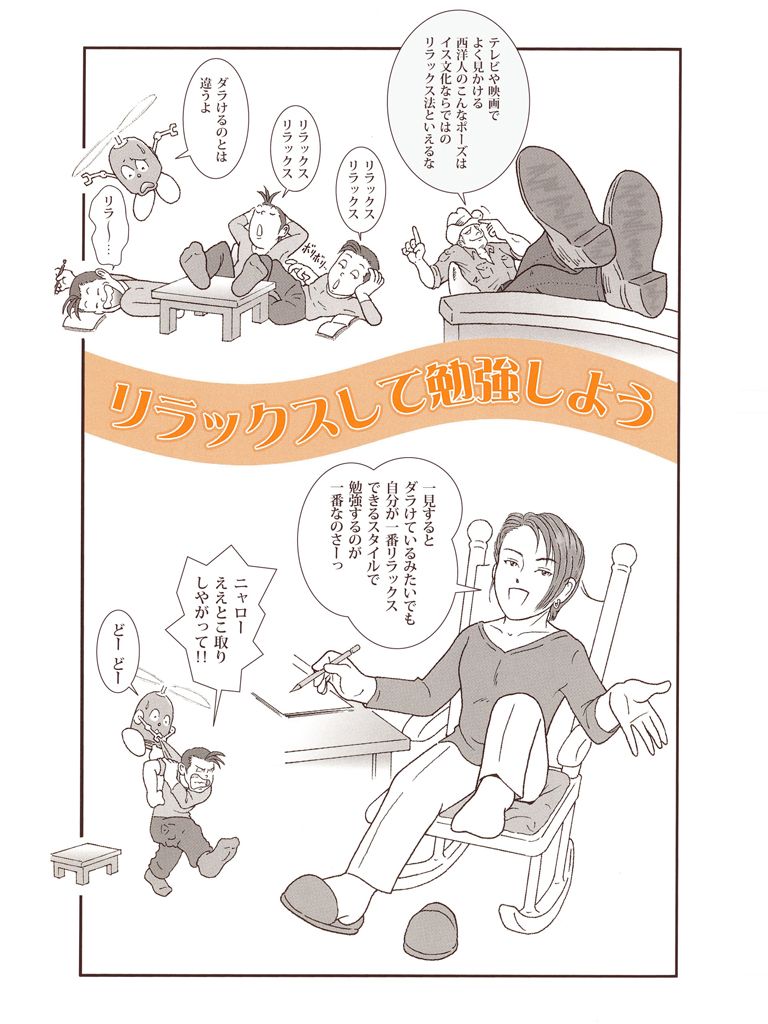 テレビや映画で
よく見かける
西洋人のこんなポーズは
イス文化ならではの
リラックス法といえるな
リラックス
リラックス
リラックス
リラックス
ボリボリ
ダラけるのとは
違うよ
リラ〜…
リラックスして勉強しよう
一見すると
ダラけているみたいでも
自分が一番リラックス
できるスタイルで
勉強するのが
一番なのさーっ
ニャロー
ええとこ取り
しやがって!!
どー どー